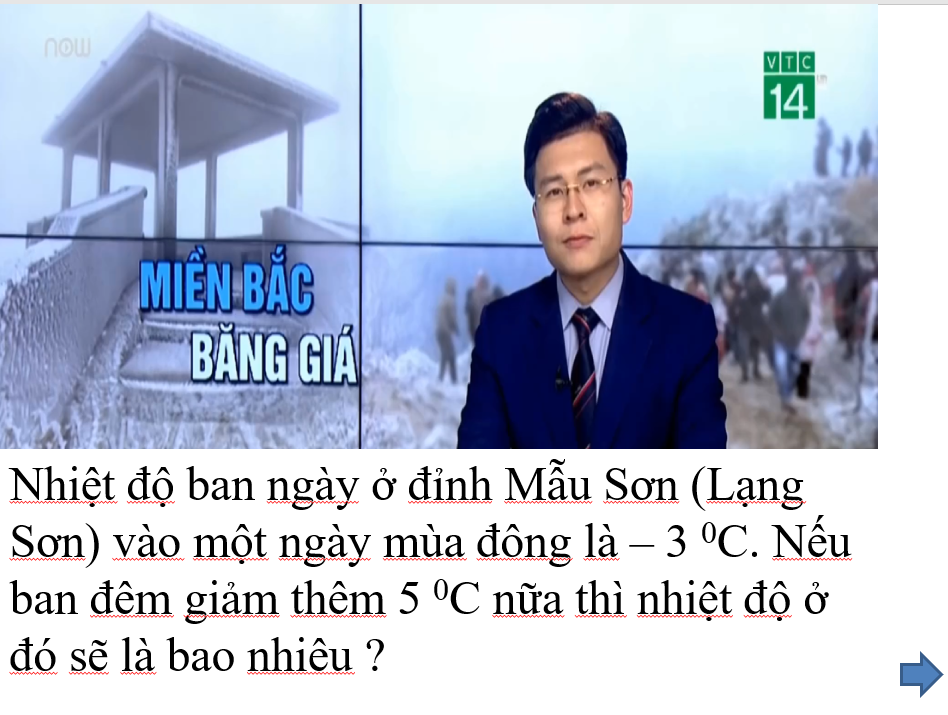 now
VTC
14
MIỀN BẮC
BĂNG GIÁ
Nhiệt độ ban ngày ở đỉnh Mẫu Sơn (Lạng
Sơn) vào một ngày mùa đông là – 3 ⁰C. Nếu
ban đêm giảm thêm 5 ⁰C nữa thì nhiệt độ ở
đó sẽ là bao nhiêu ?